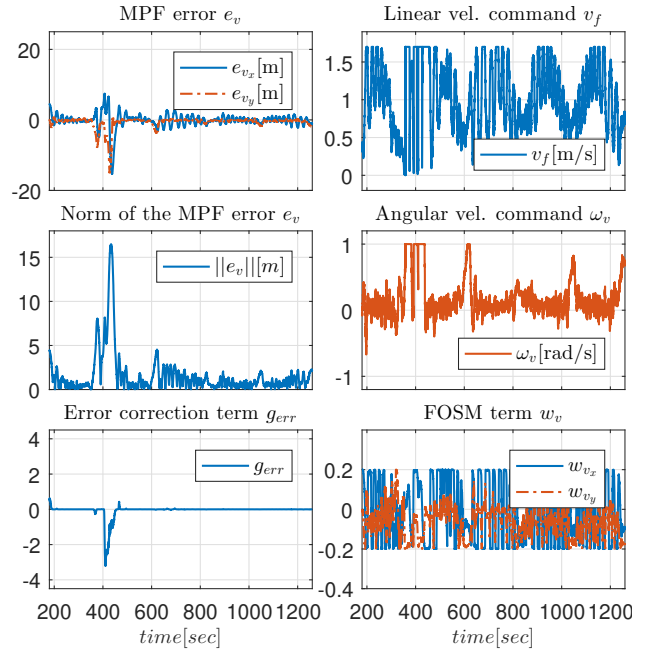 MPF error e_v
20
0
-20
e_{v_x}[m]
e_{v_y}[m]
Linear vel. command v_f
1.5
1
0.5
0
v_f[m/s]
Norm of the MPF error e_v
15
10
5
0
||e_v||[m]
Angular vel. command ω_v
1
0
-1
ω_v[rad/s]
Error correction term g_{err}
4
2
0
-2
-4
g_{err}
200 400 600 800 1000 1200
time[sec]
FOSM term w_v
0.2
0
-0.2
-0.4
w_{v_x}
w_{v_y}
200 400 600 800 1000 1200
time[sec]